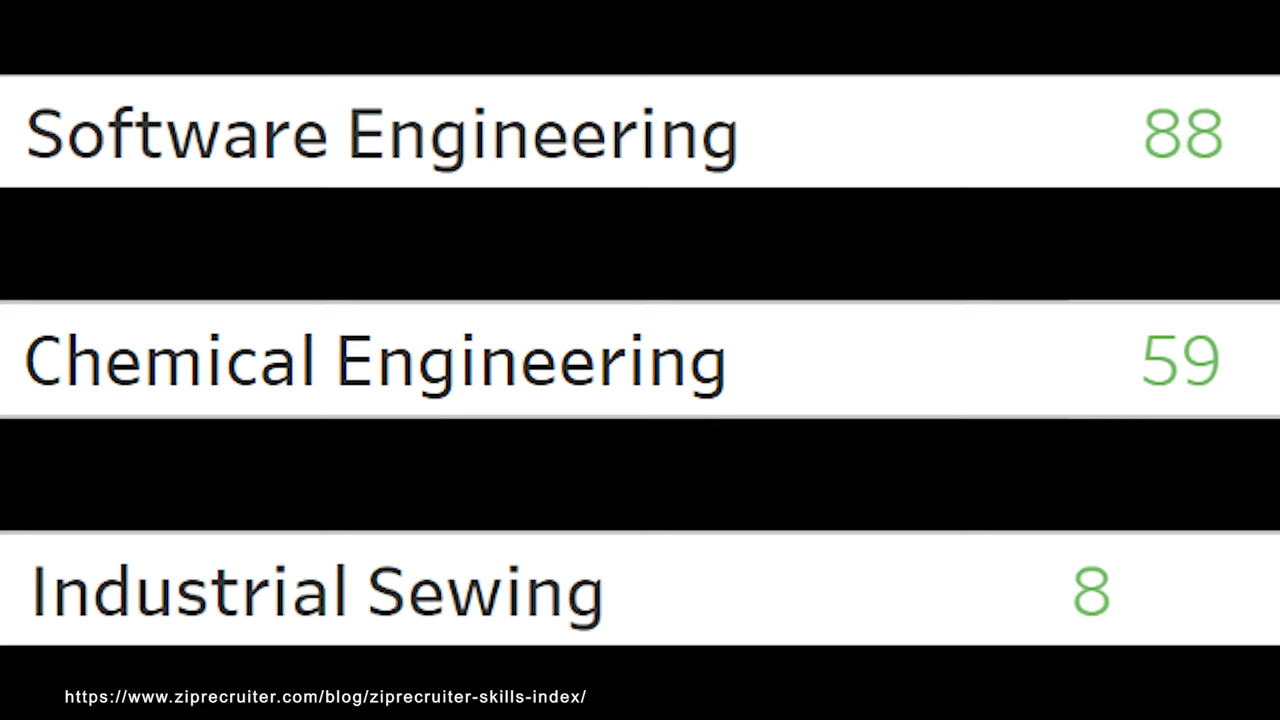 Software Engineering 88
Chemical Engineering 59
Industrial Sewing 8
https://www.ziprecruiter.com/blog/ziprecruiter-skills-index/